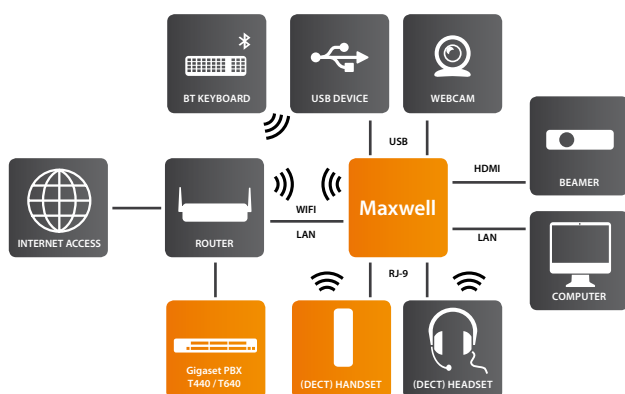 BT KEYBOARD
USB DEVICE
WEBCAM
USB
HDMI
BEAMER
INTERNET ACCESS
ROUTER
WIFI
LAN
Maxwell
LAN
COMPUTER
RJ-9
Gigaset PBX
T440 / T640
(DECT) HANDSET
(DECT) HEADSET